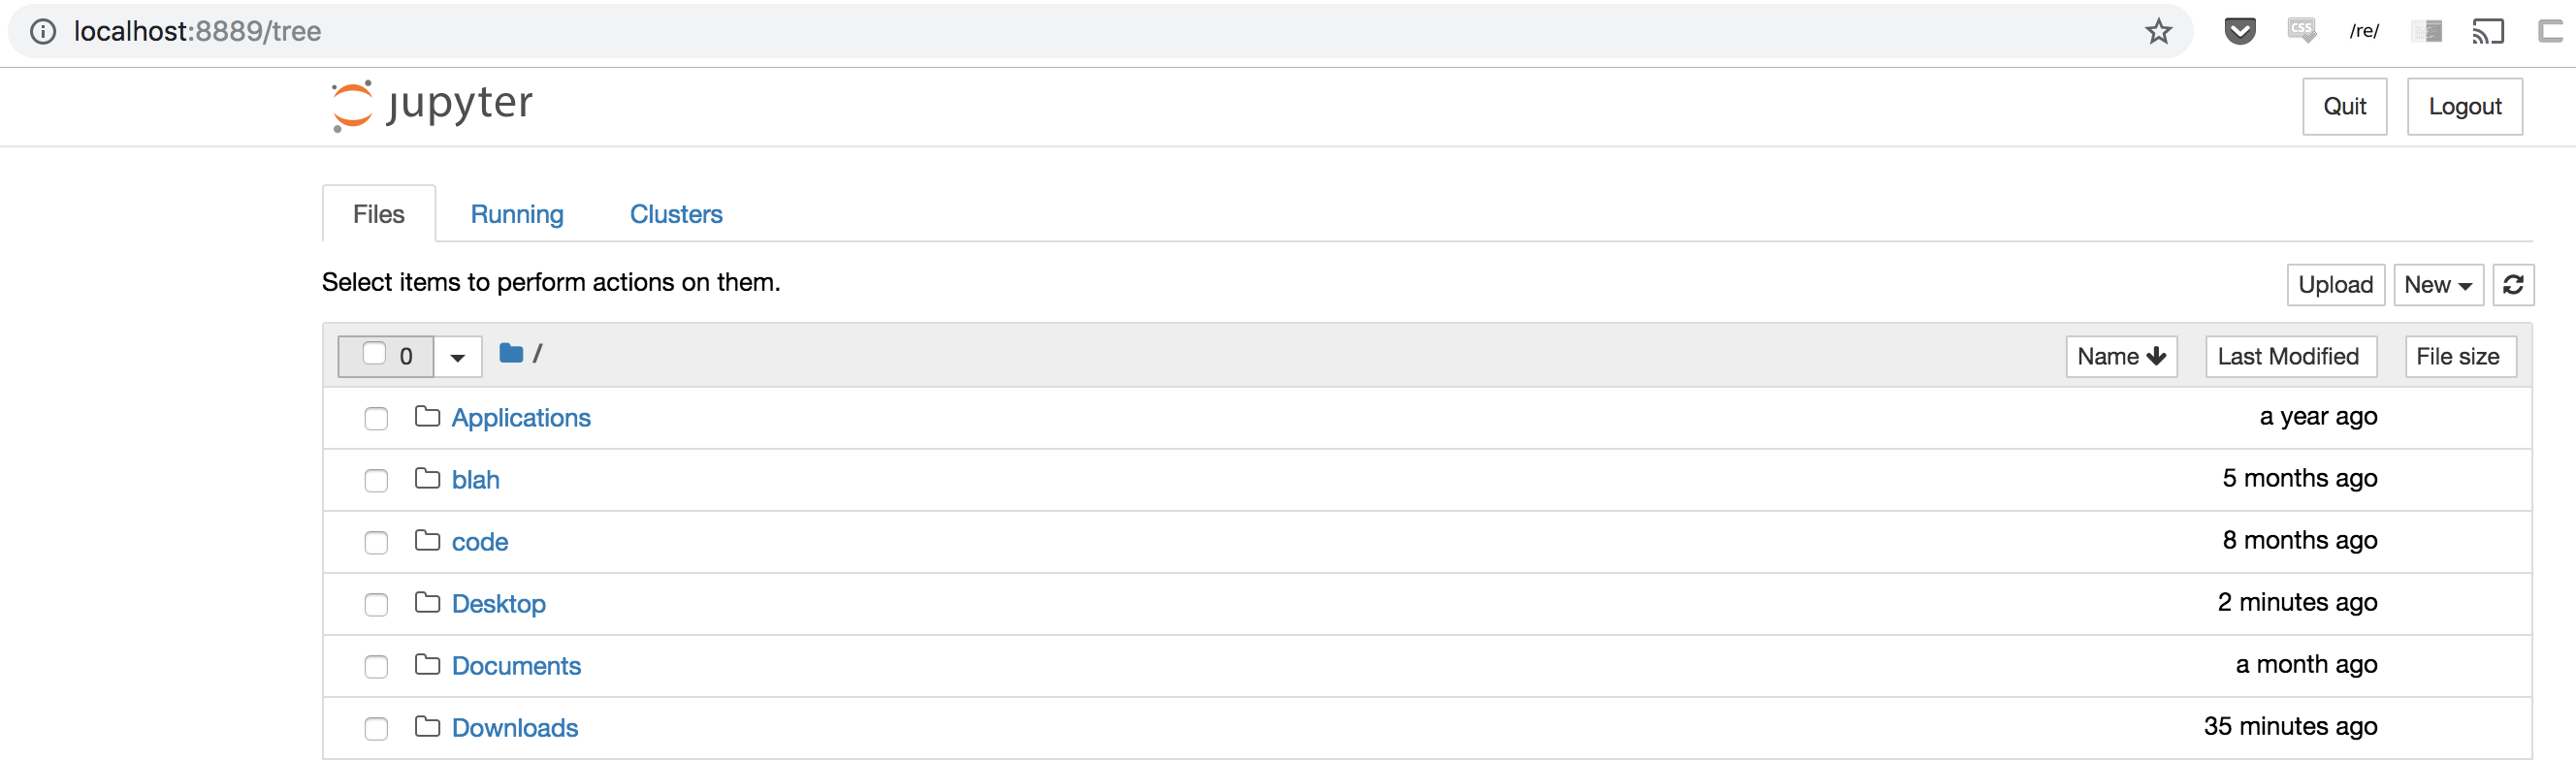 localhost:8889/tree
CSS
/re/
jupyter
Quit
Logout
Files
Running
Clusters
Select items to perform actions on them.
Upload
New
0
/
Name
Last Modified
File size
Applications
a year ago
blah
5 months ago
code
8 months ago
Desktop
2 minutes ago
Documents
a month ago
Downloads
35 minutes ago